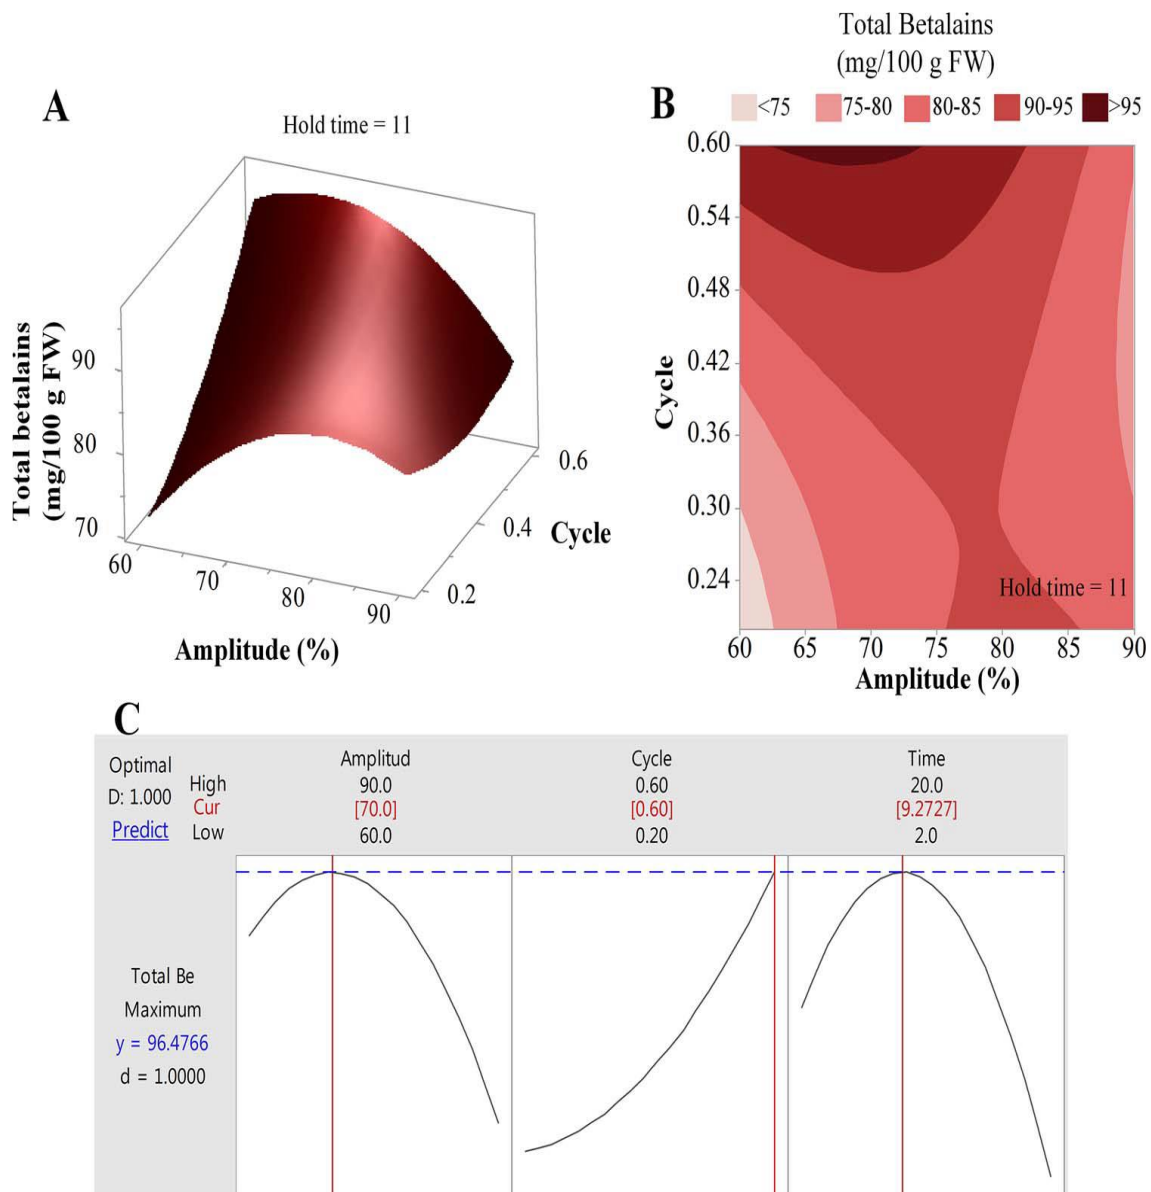 A
Hold time = 11
Total betalains
(mg/100 g FW)
90
80
70
60
70
80
90
Amplitude (%)
0.6
0.4
0.2
Cycle
Total Betalains
(mg/100 g FW)
B
<75 75-80 80-85 90-95 >95
0.60
0.54
0.48
0.42
0.36
0.30
0.24
Cycle
Hold time = 11
60 65 70 75 80 85 90
Amplitude (%)
C
Optimal
D: 1.000
Predict
High
Cur
Low
Amplitud
90.0
[70.0]
60.0
Cycle
0.60
[0.60]
0.20
Time
20.0
[9.2727]
2.0
Total Be
Maximum
y = 96.4766
d = 1.0000